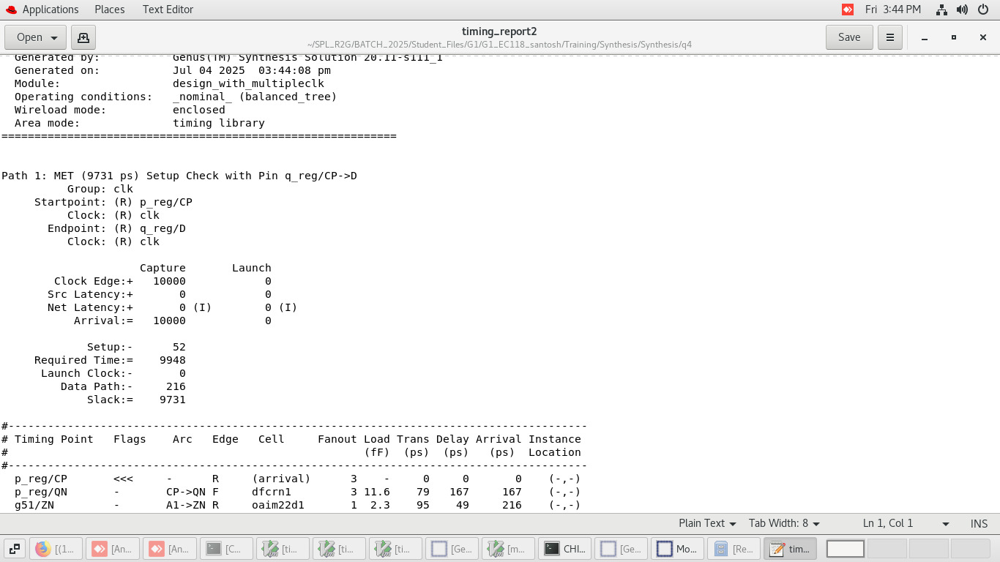 Applications Places Text Editor Fri 3:44 PM
Open timing_report2 Save
~/SPL_R2G/BATCH_2025/Student_Files/G1/G1_EC118_santosh/Training/Synthesis/Synthesis/q4
Generated by: Genus(TM) Synthesis Solution 20.11-s111_1
Generated on: Jul 04 2025 03:44:08 pm
Module: design_with_multipleclk
Operating conditions: _nominal_ (balanced_tree)
Wireload mode: enclosed
Area mode: timing library
============================================================
Path 1: MET (9731 ps) Setup Check with Pin q_reg/CP->D
Group: clk
Startpoint: (R) p_reg/CP
Clock: (R) clk
Endpoint: (R) q_reg/D
Clock: (R) clk
Capture Launch
Clock Edge:+ 10000 0
Src Latency:+ 0 0
Net Latency:+ 0 (I) 0 (I)
Arrival:= 10000 0
Setup:- 52
Required Time:= 9948
Launch Clock:- 0
Data Path:- 216
Slack:= 9731
#----------------------------------------------------------------------------------------
# Timing Point Flags Arc Edge Cell Fanout Load Trans Delay Arrival Instance
# (fF) (ps) (ps) (ps) Location
#----------------------------------------------------------------------------------------
p_reg/CP <<< - R (arrival) 3 - 0 0 0 (-,-)
p_reg/QN - CP->QN F dfcrn1 3 11.6 79 167 167 (-,-)
g51/ZN - A1->ZN R oaim22d1 1 2.3 95 49 216 (-,-)
Plain Text Tab Width: 8 Ln 1, Col 1 INS
[(1... [An... [An... [C... [ti... [ti... [ti... [Ge... [m... CHI... [Ge... Mo... [Re... tim...